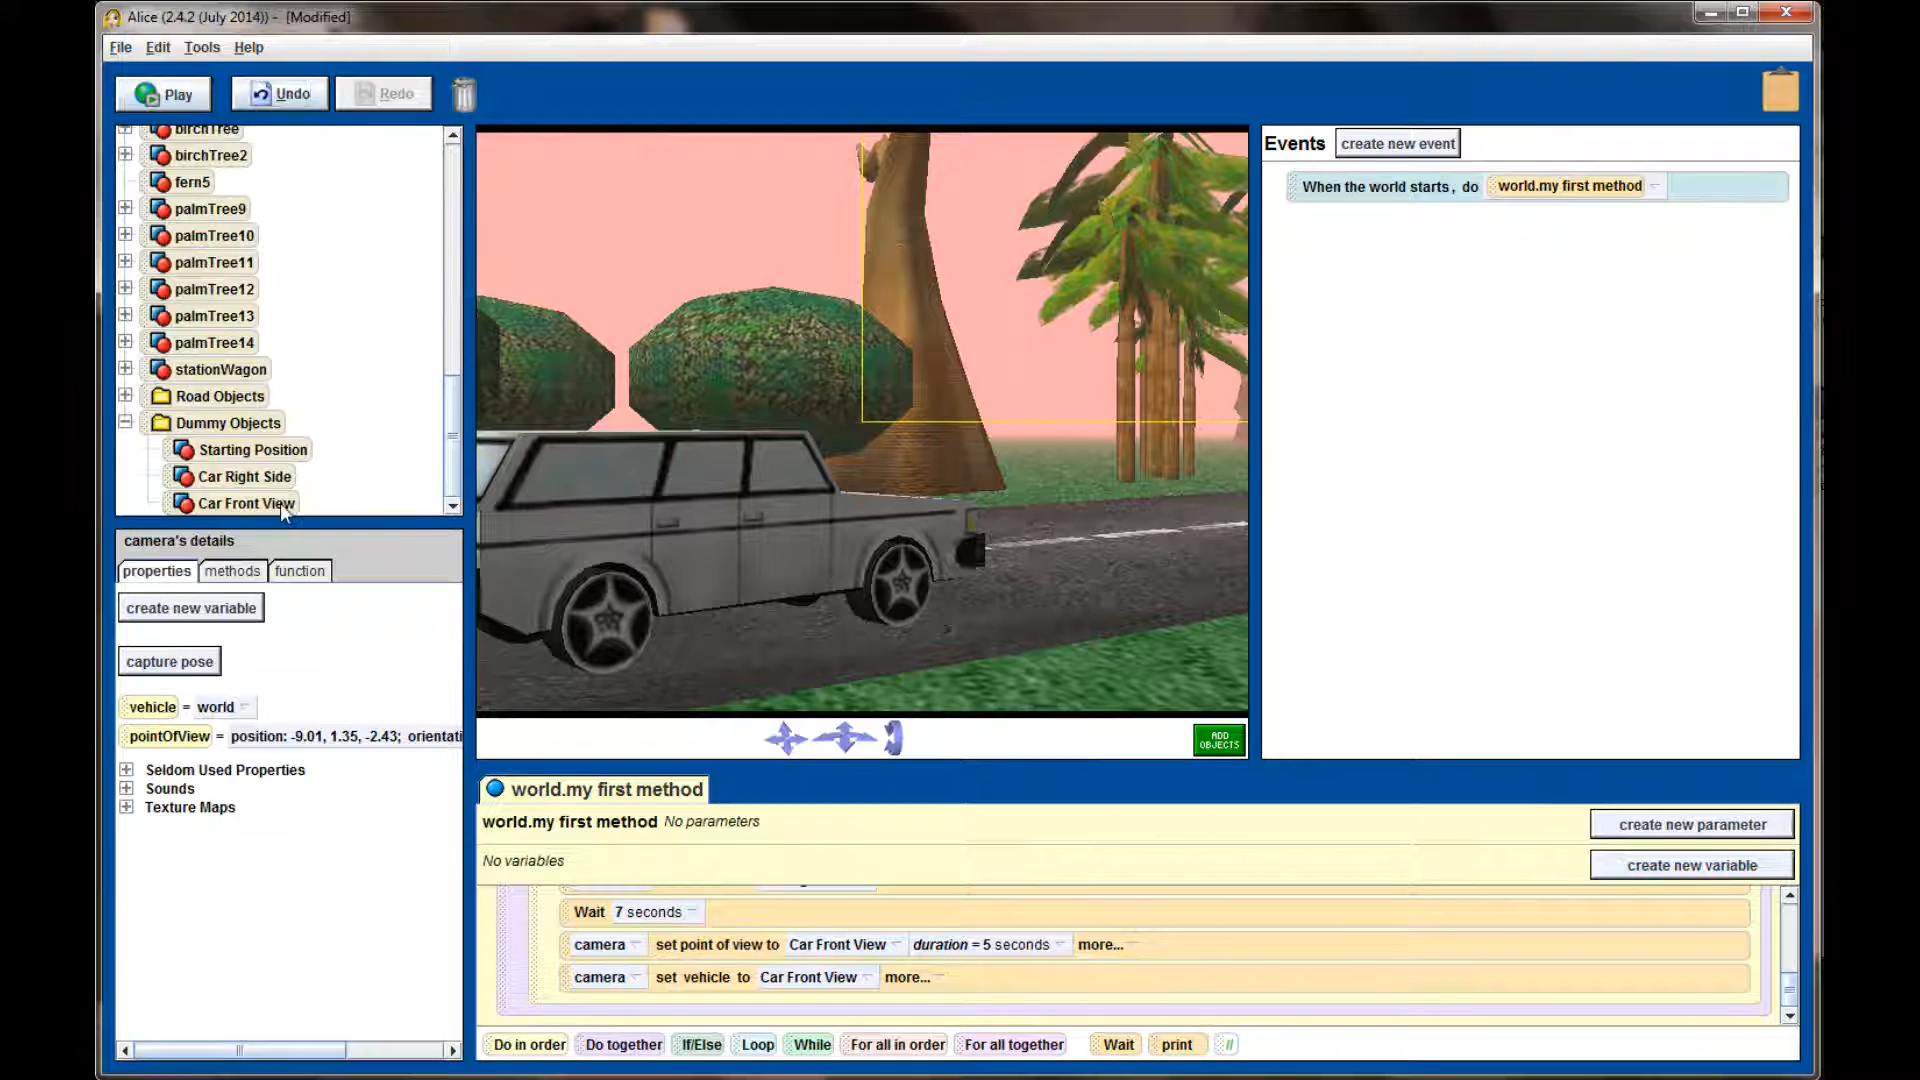 Alice (2.4.2 (July 2014)) - [Modified]
File Edit Tools Help
Play Undo Redo
birchTree
birchTree2
fern5
palmTree9
palmTree10
palmTree11
palmTree12
palmTree13
palmTree14
stationWagon
Road Objects
Dummy Objects
Starting Position
Car Right Side
Car Front View
camera's details
properties methods function
create new variable
capture pose
vehicle = world
pointOfView = position: -9.01, 1.35, -2.43; orientati
Seldom Used Properties
Sounds
Texture Maps
ADD
OBJECTS
Events create new event
When the world starts, do world.my first method
world.my first method
world.my first method No parameters
create new parameter
No variables
create new variable
Wait 7 seconds
camera set point of view to Car Front View duration = 5 seconds more...
camera set vehicle to Car Front View more...
Do in order Do together If/Else Loop While For all in order For all together Wait print //